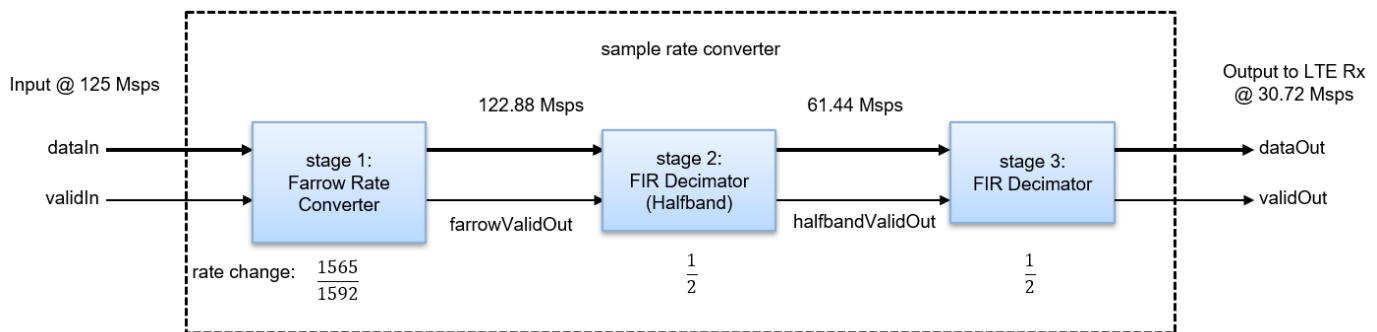 sample rate converter
Input @ 125 Msps
Output to LTE Rx
@ 30.72 Msps
122.88 Msps
61.44 Msps
dataIn
validIn
stage 1:
Farrow Rate
Converter
farrowValidOut
stage 2:
FIR Decimator
(Halfband)
halfbandValidOut
stage 3:
FIR Decimator
dataOut
validOut
rate change:
1565
1592
1
2
1
2